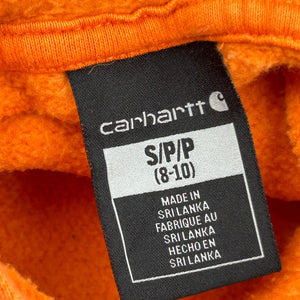 carhartt
S/P/P
(8-10)
MADE IN
SRI LANKA
FABRIQUE AU
SRI LANKA
HECHO EN
SRI LANKA